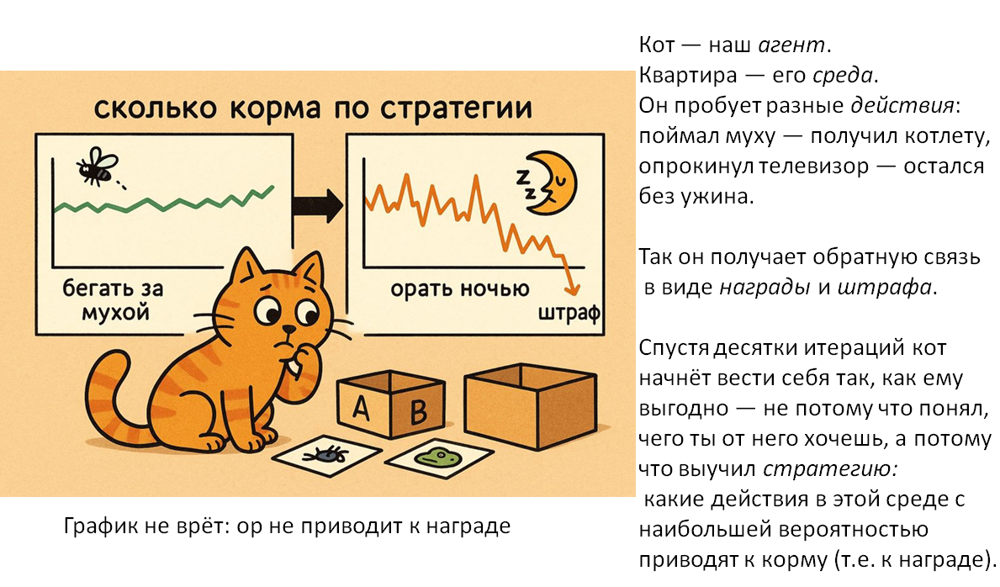 сколько корма по стратегии
бегать за
мухой
z
z
орать ночью
штраф
A
B
График не врёт: ор не приводит к награде
Кот — наш агент.
Квартира — его среда.
Он пробует разные действия:
поймал муху — получил котлету,
опрокинул телевизор — остался
без ужина.
Так он получает обратную связь
в виде награды и штрафа.
Спустя десятки итераций кот
начнёт вести себя так, как ему
выгодно — не потому что понял,
чего ты от него хочешь, а потому
что выучил стратегию:
какие действия в этой среде с
наибольшей вероятностью
приводят к корму (т.е. к награде).